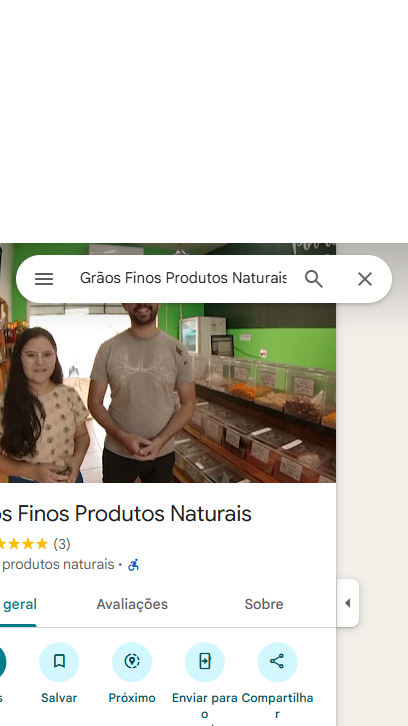 Grãos Finos Produtos Naturais
os Finos Produtos Naturais
(3)
produtos naturais ·
geral
Avaliações
Sobre
s
Salvar
Próximo
Enviar para o
Compartilhar